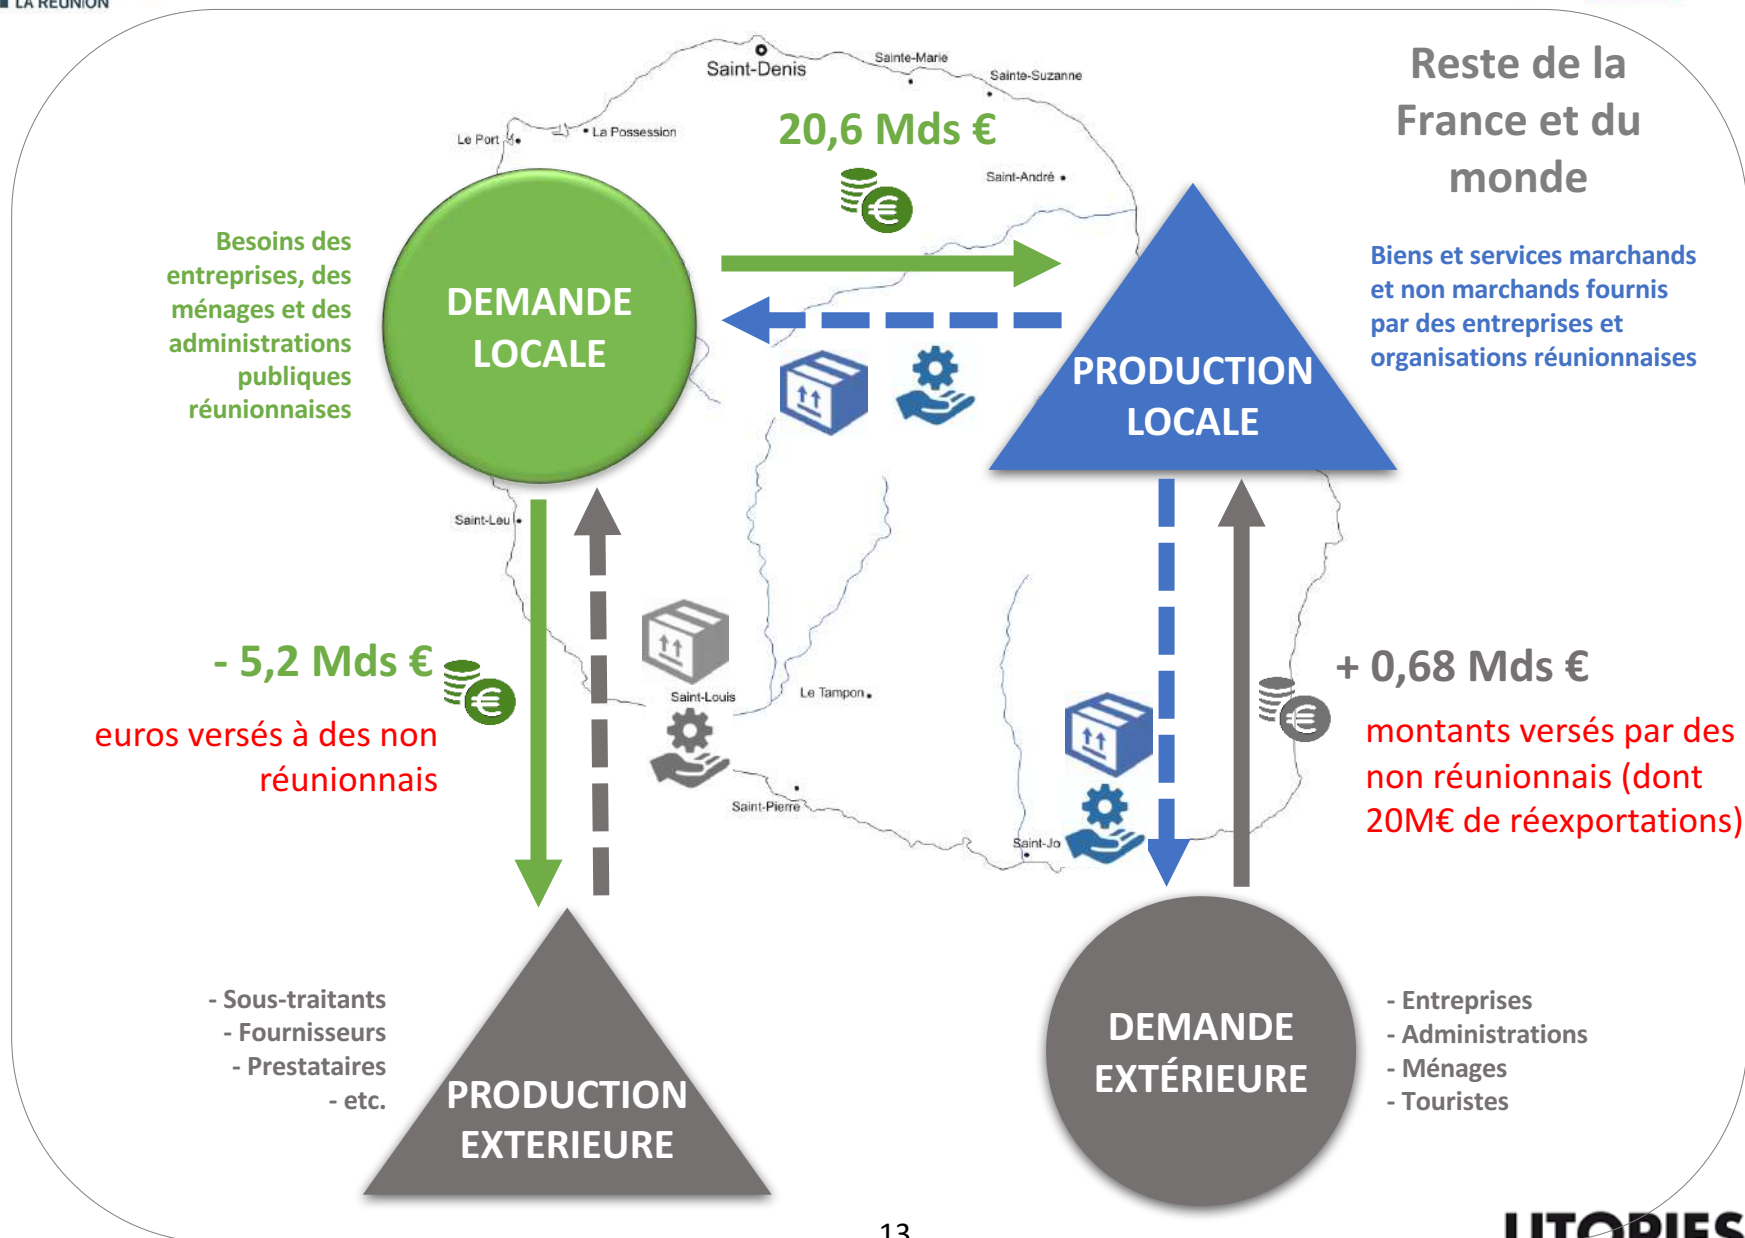 LA RÉUNION
Saint-Denis
Sainte-Marie
Sainte-Suzanne
Le Port
La Possession
20,6 Mds €
Saint-André
Reste de la
France et du
monde
Besoins des
entreprises, des
ménages et des
administrations
publiques
réunionnaises
DEMANDE
LOCALE
PRODUCTION
LOCALE
Biens et services marchands
et non marchands fournis
par des entreprises et
organisations réunionnaises
Saint-Leu
- 5,2 Mds €
euros versés à des non
réunionnais
Saint-Louis
Le Tampon
Saint-Pierre
Saint-Jo
+ 0,68 Mds €
montants versés par des
non réunionnais (dont
20M€ de réexportations)
- Sous-traitants
- Fournisseurs
- Prestataires
- etc.
PRODUCTION
EXTERIEURE
DEMANDE
EXTÉRIEURE
- Entreprises
- Administrations
- Ménages
- Touristes
13
UTOPIES